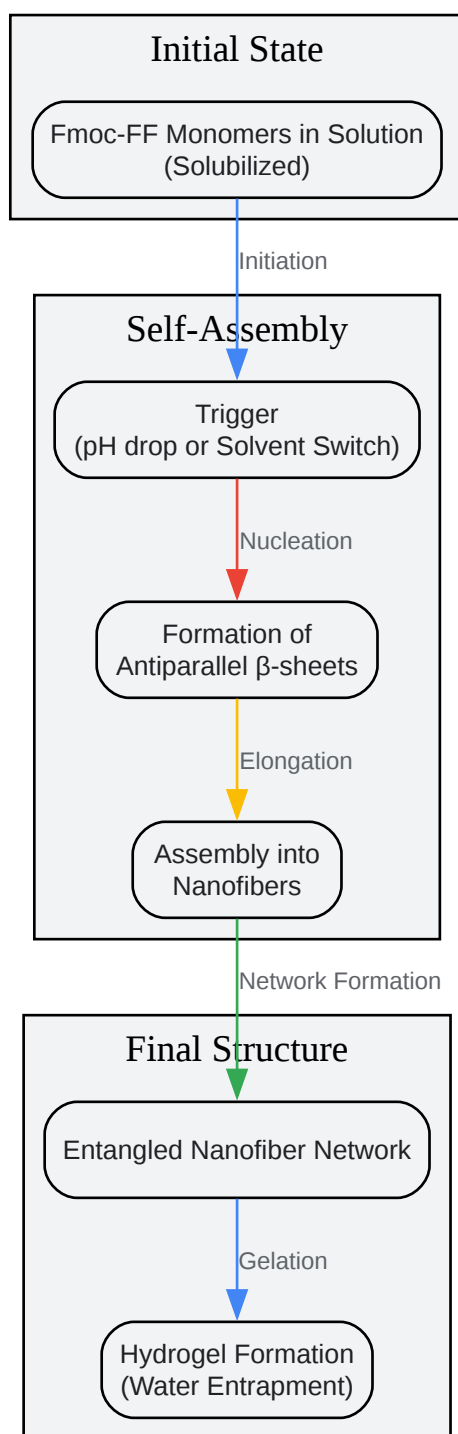 Initial State
Fmoc-FF Monomers in Solution
(Solubilized)
Initiation
Self-Assembly
Trigger
(pH drop or Solvent Switch)
Nucleation
Formation of
Antiparallel β-sheets
Elongation
Assembly into
Nanofibers
Network Formation
Final Structure
Entangled Nanofiber Network
Gelation
Hydrogel Formation
(Water Entrapment)